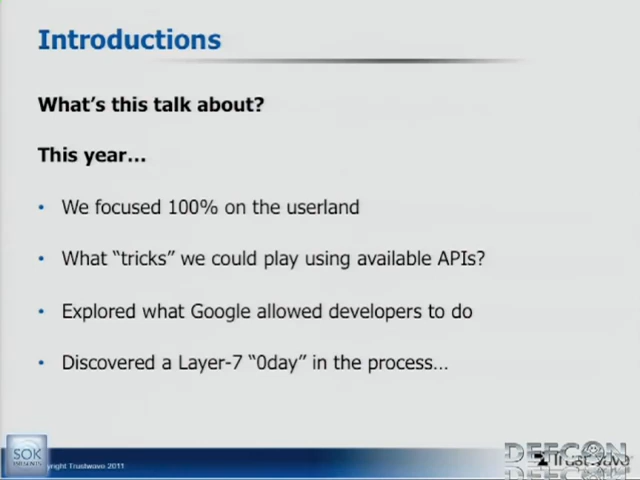 Introductions
What's this talk about?
This year...
• We focused 100% on the userland
• What “tricks” we could play using available APIs?
• Explored what Google allowed developers to do
• Discovered a Layer-7 “0day” in the process...
SOK
PRESENTS
pyright Trustwave 2011
DEFCON
Trustwave